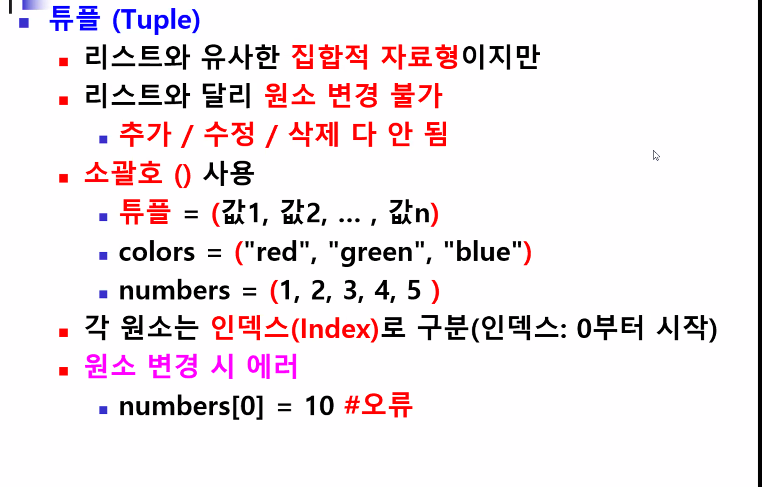 튜플 (Tuple)
리스트와 유사한 집합적 자료형이지만
리스트와 달리 원소 변경 불가
추가 / 수정 / 삭제 다 안 됨
소괄호 () 사용
튜플 = (값1, 값2, ... , 값n)
colors = ("red", "green", "blue")
numbers = (1, 2, 3, 4, 5 )
각 원소는 인덱스(Index)로 구분(인덱스: 0부터 시작)
원소 변경 시 에러
numbers[0] = 10 #오류